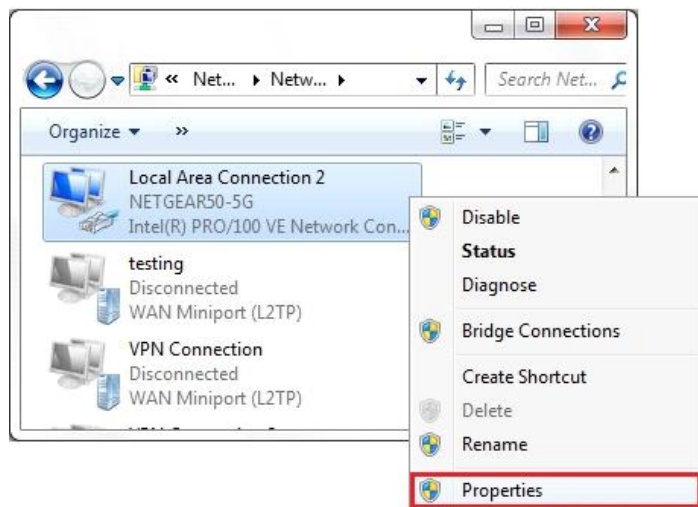 « Net... Netw...
Search Net...
Organize »
Local Area Connection 2
NETGEAR50-5G
Intel(R) PRO/100 VE Network Con...
testing
Disconnected
WAN Miniport (L2TP)
VPN Connection
Disconnected
WAN Miniport (L2TP)
Disable
Status
Diagnose
Bridge Connections
Create Shortcut
Delete
Rename
Properties